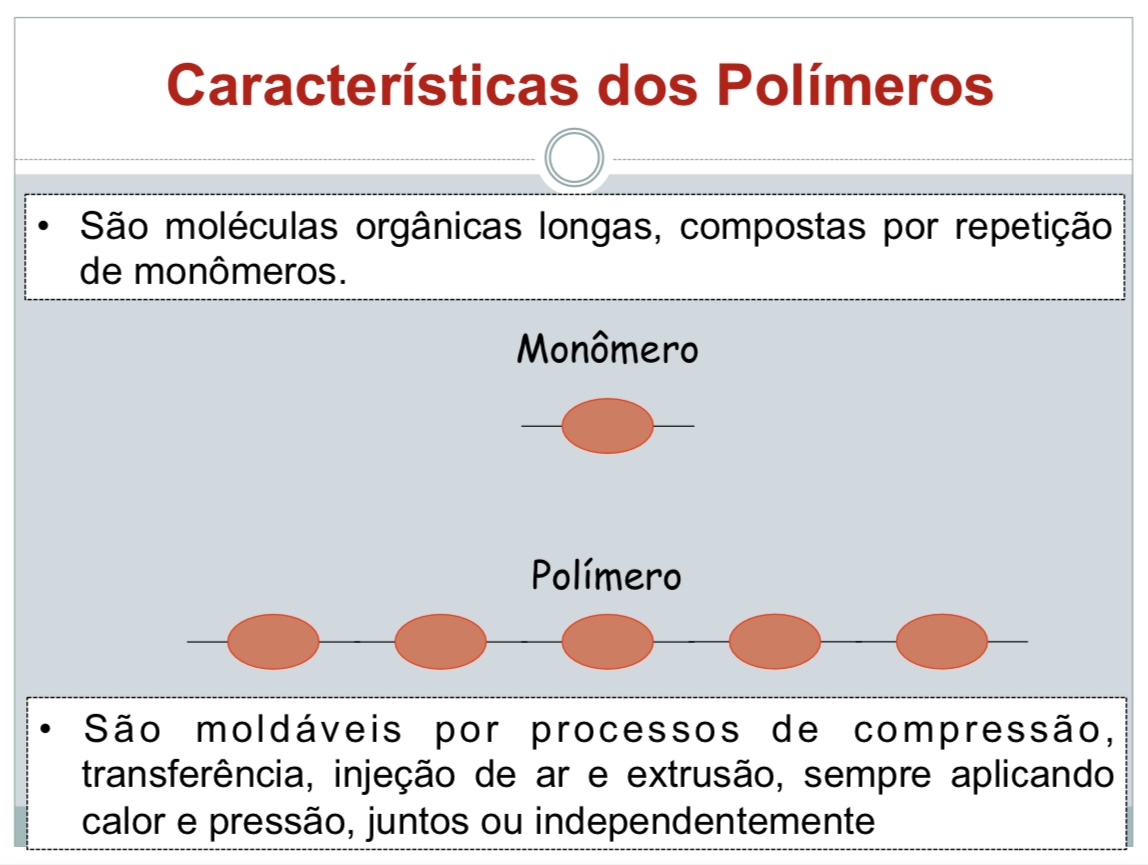 Características dos Polímeros
• São moléculas orgânicas longas, compostas por repetição
de monômeros.
Monômero
Polímero
• São moldáveis por processos de compressão,
transferência, injeção de ar e extrusão, sempre aplicando
calor e pressão, juntos ou independentemente